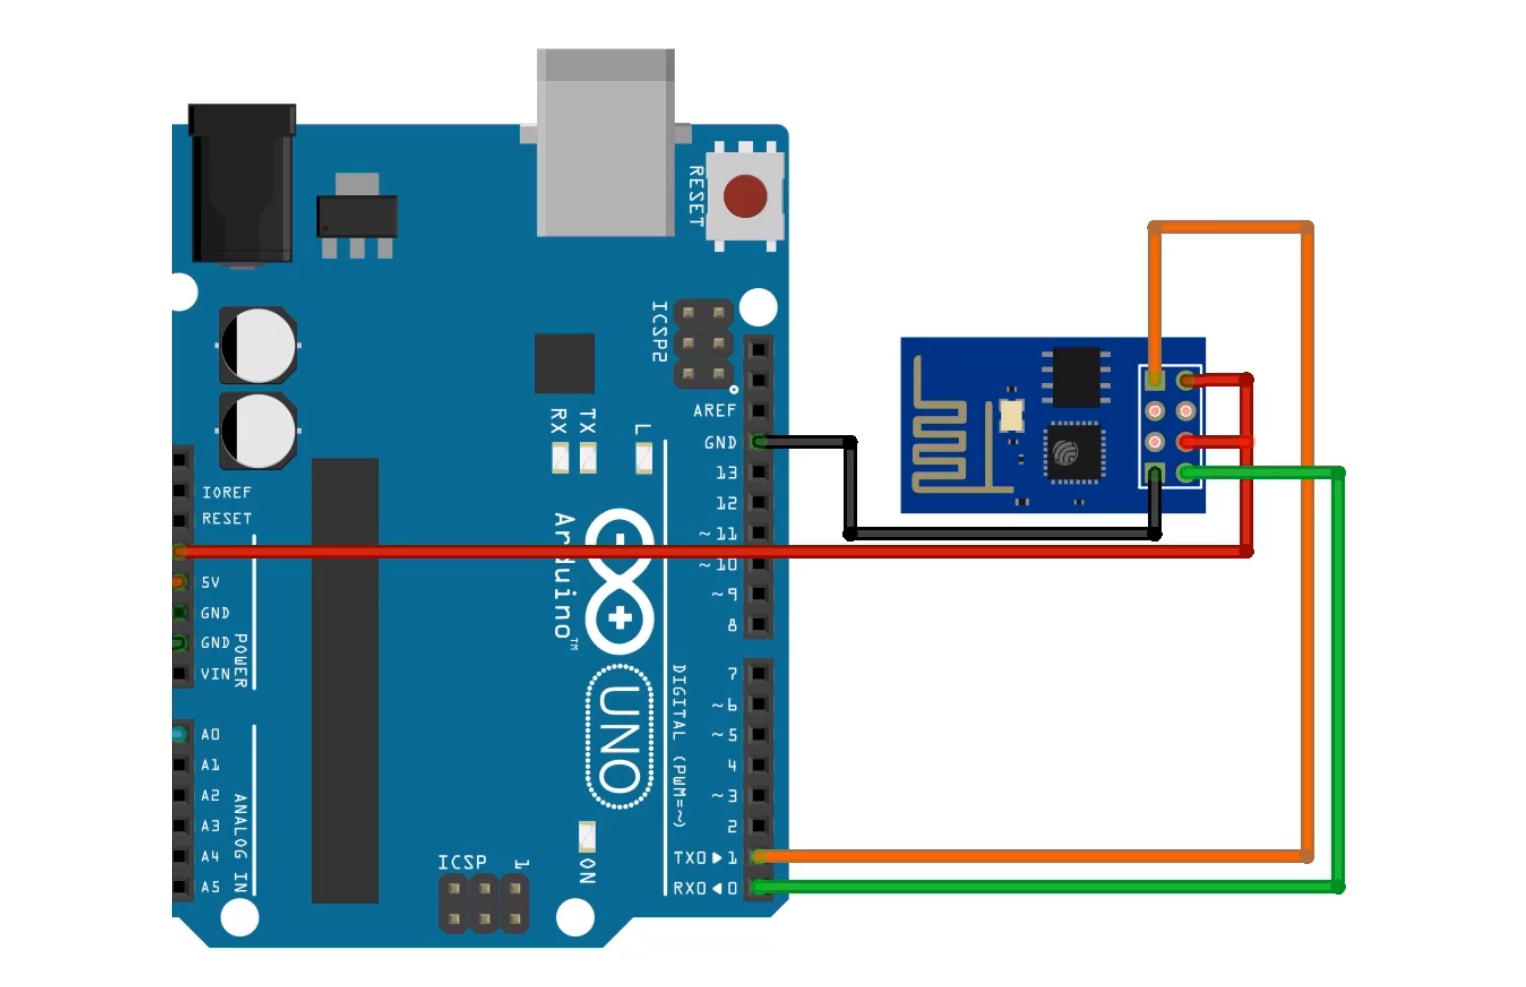 RESET
ICSP2
AREF
GND
13
12
~11
~10
~9
8
RX
TX
L
IOREF
RESET
5V
GND
GND
VIN
POWER
Arduino™
UNO
A0
A1
A2
A3
A4
A5
ANALOG IN
DIGITAL (PWM=~)
7
~6
~5
4
~3
2
TX0▶1
RX0◀0
ICSP
1
ON